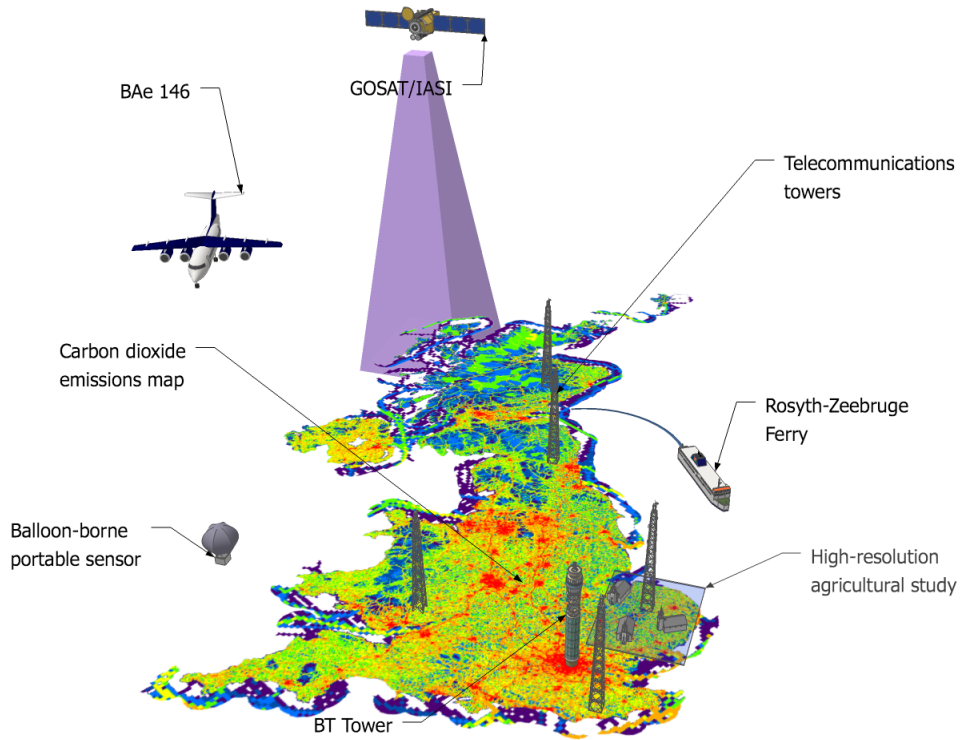 GOSAT/IASI
BAe 146
Telecommunications
towers
Carbon dioxide
emissions map
Rosyth-Zeebruge
Ferry
Balloon-borne
portable sensor
High-resolution
agricultural study
BT Tower